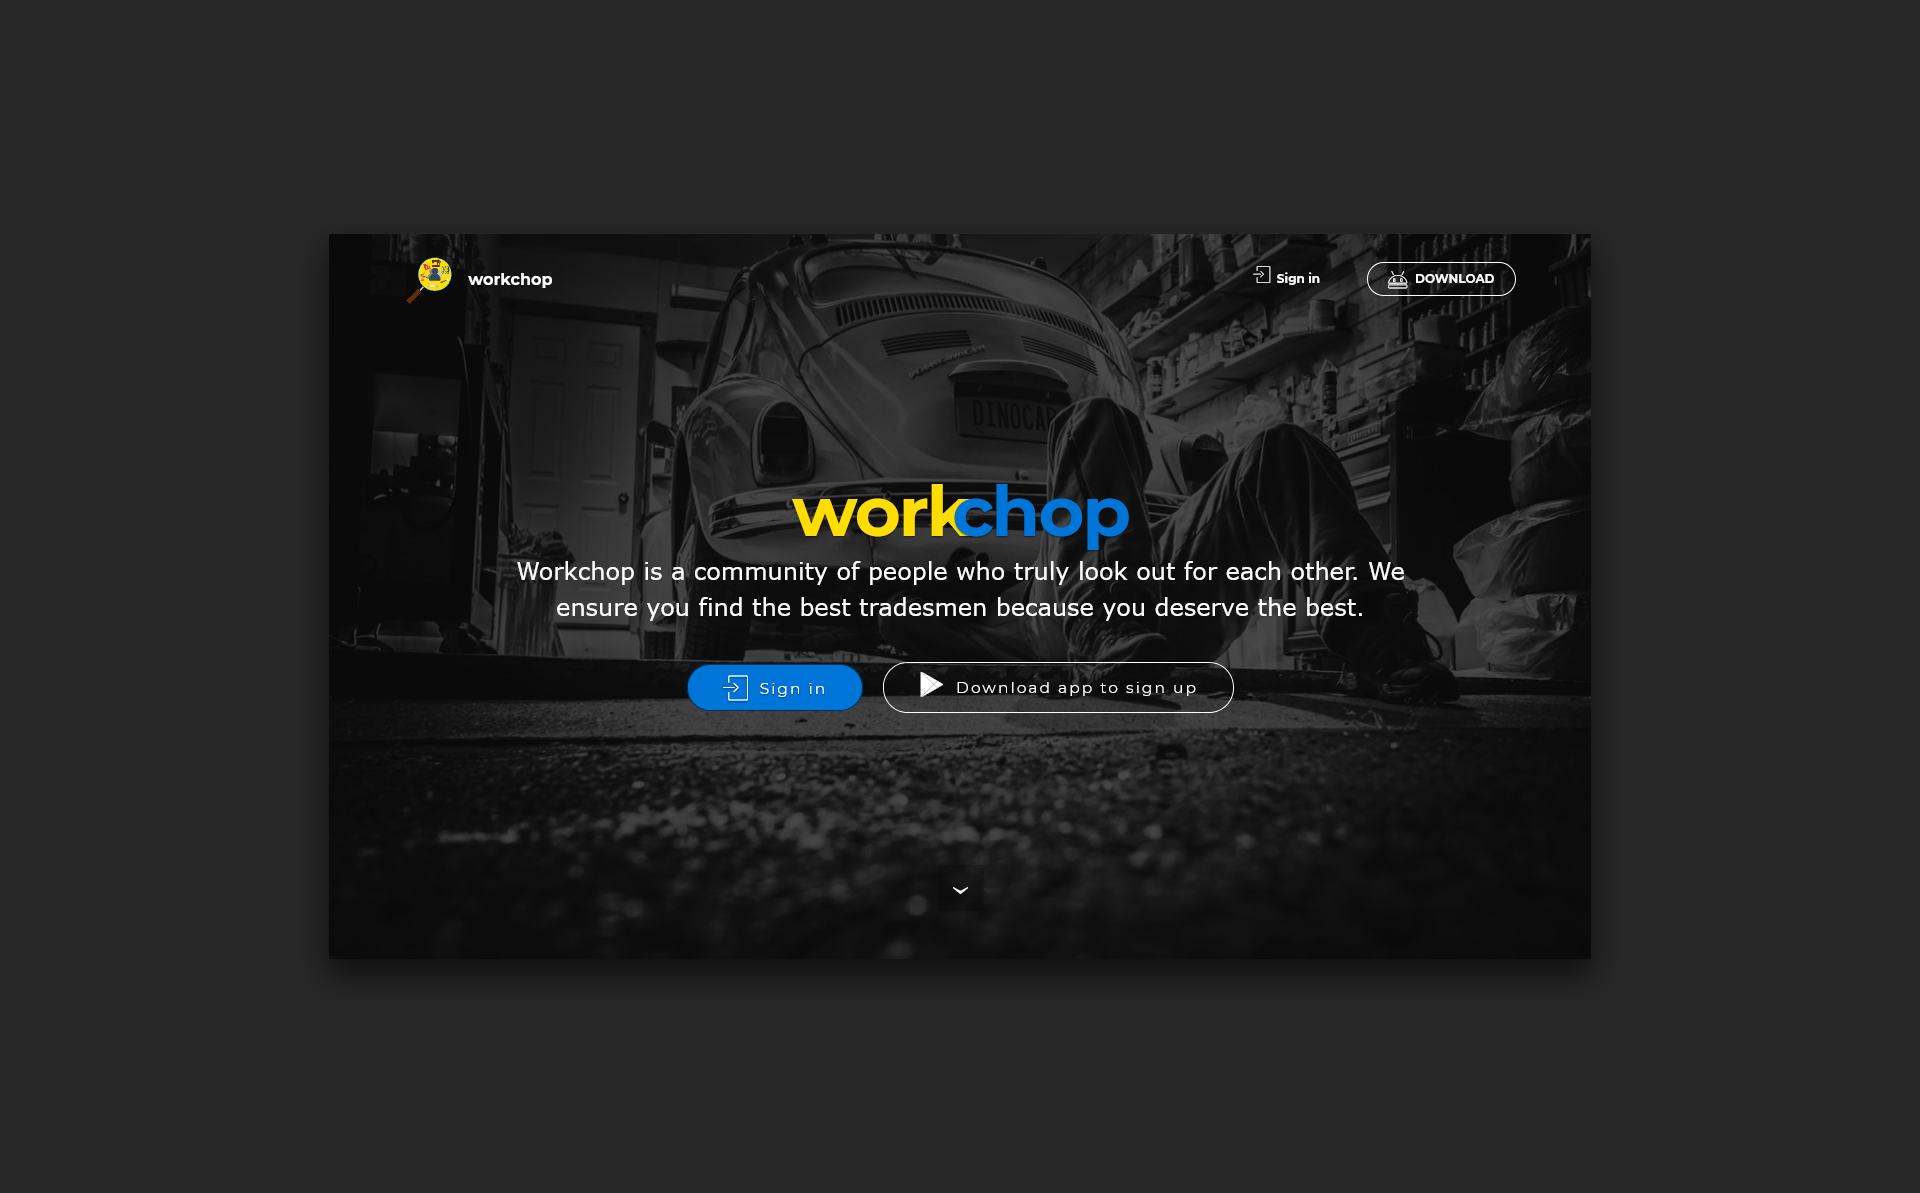 workchop
Sign in
DOWNLOAD
DINOCAR
workchop
Workchop is a community of people who truly look out for each other. We
ensure you find the best tradesmen because you deserve the best.
Sign in
Download app to sign up